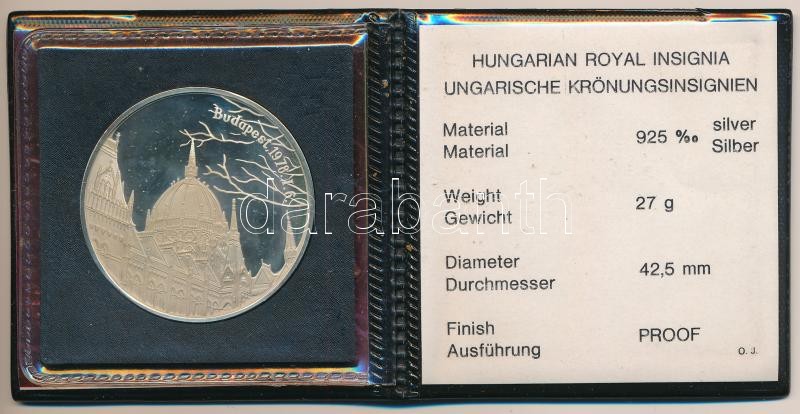 Budapest, 1978. I. 6.
HUNGARIAN ROYAL INSIGNIA
UNGARISCHE KRÖNUNGSINSIGNIEN
Material 925 ‰ silver
Material Silber
Weight 27 g
Gewicht
Diameter 42,5 mm
Durchmesser
Finish PROOF
Ausführung
O. J.
darabanth